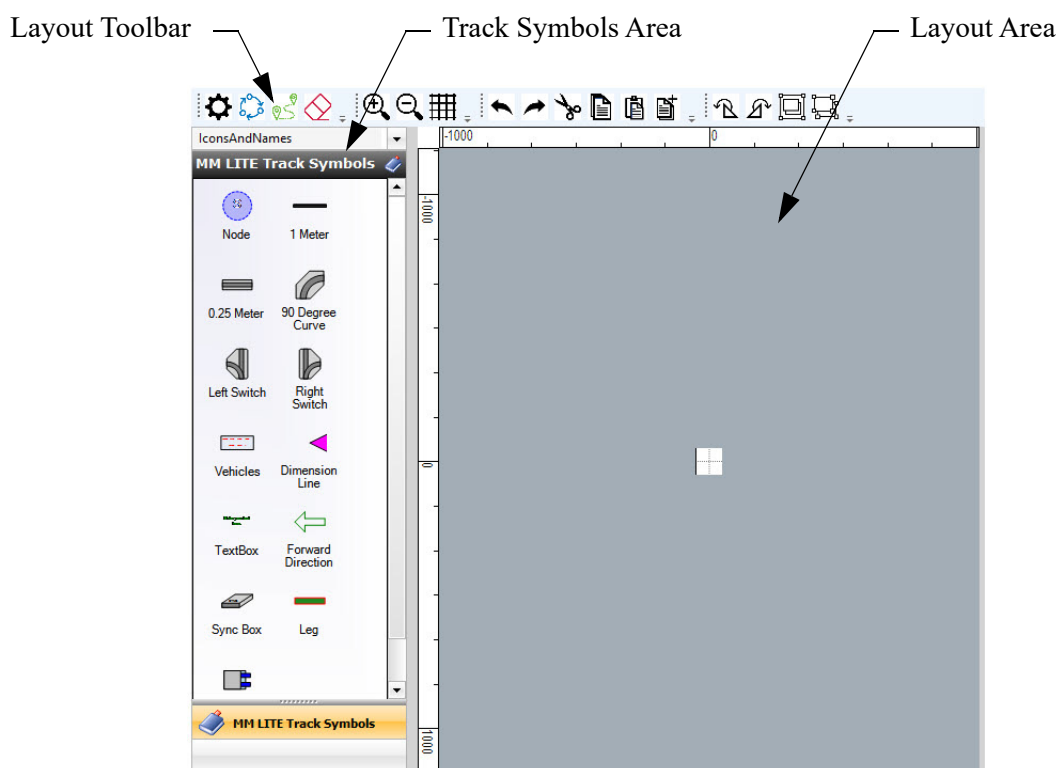 Layout Toolbar
Track Symbols Area
Layout Area
IconsAndNames
MM LITE Track Symbols
-1000
0
-1000
Node
1 Meter
0.25 Meter
90 Degree
Curve
Left Switch
Right
Switch
0
Vehicles
Dimension
Line
TextBox
Forward
Direction
Sync Box
Leg
MM LITE Track Symbols
1000